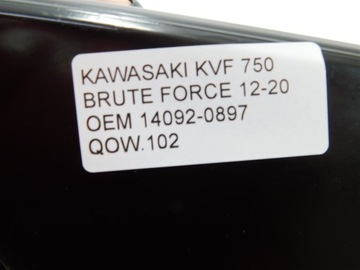 KAWASAKI KVF 750
BRUTE FORCE 12-20
OEM 14092-0897
QOW.102